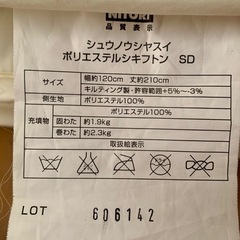 NITORI
品質表示
シュウノウシヤスイ
ポリエステルシキフトン SD
サイズ 幅約120cm 丈約210cm
キルティング製・許容範囲+5%~-3%
側生地 ポリエステル100%
充填物 ポリエステル100%
固わた 約1.9kg
巻わた 約2.3kg
取扱絵表示
LOT 606142